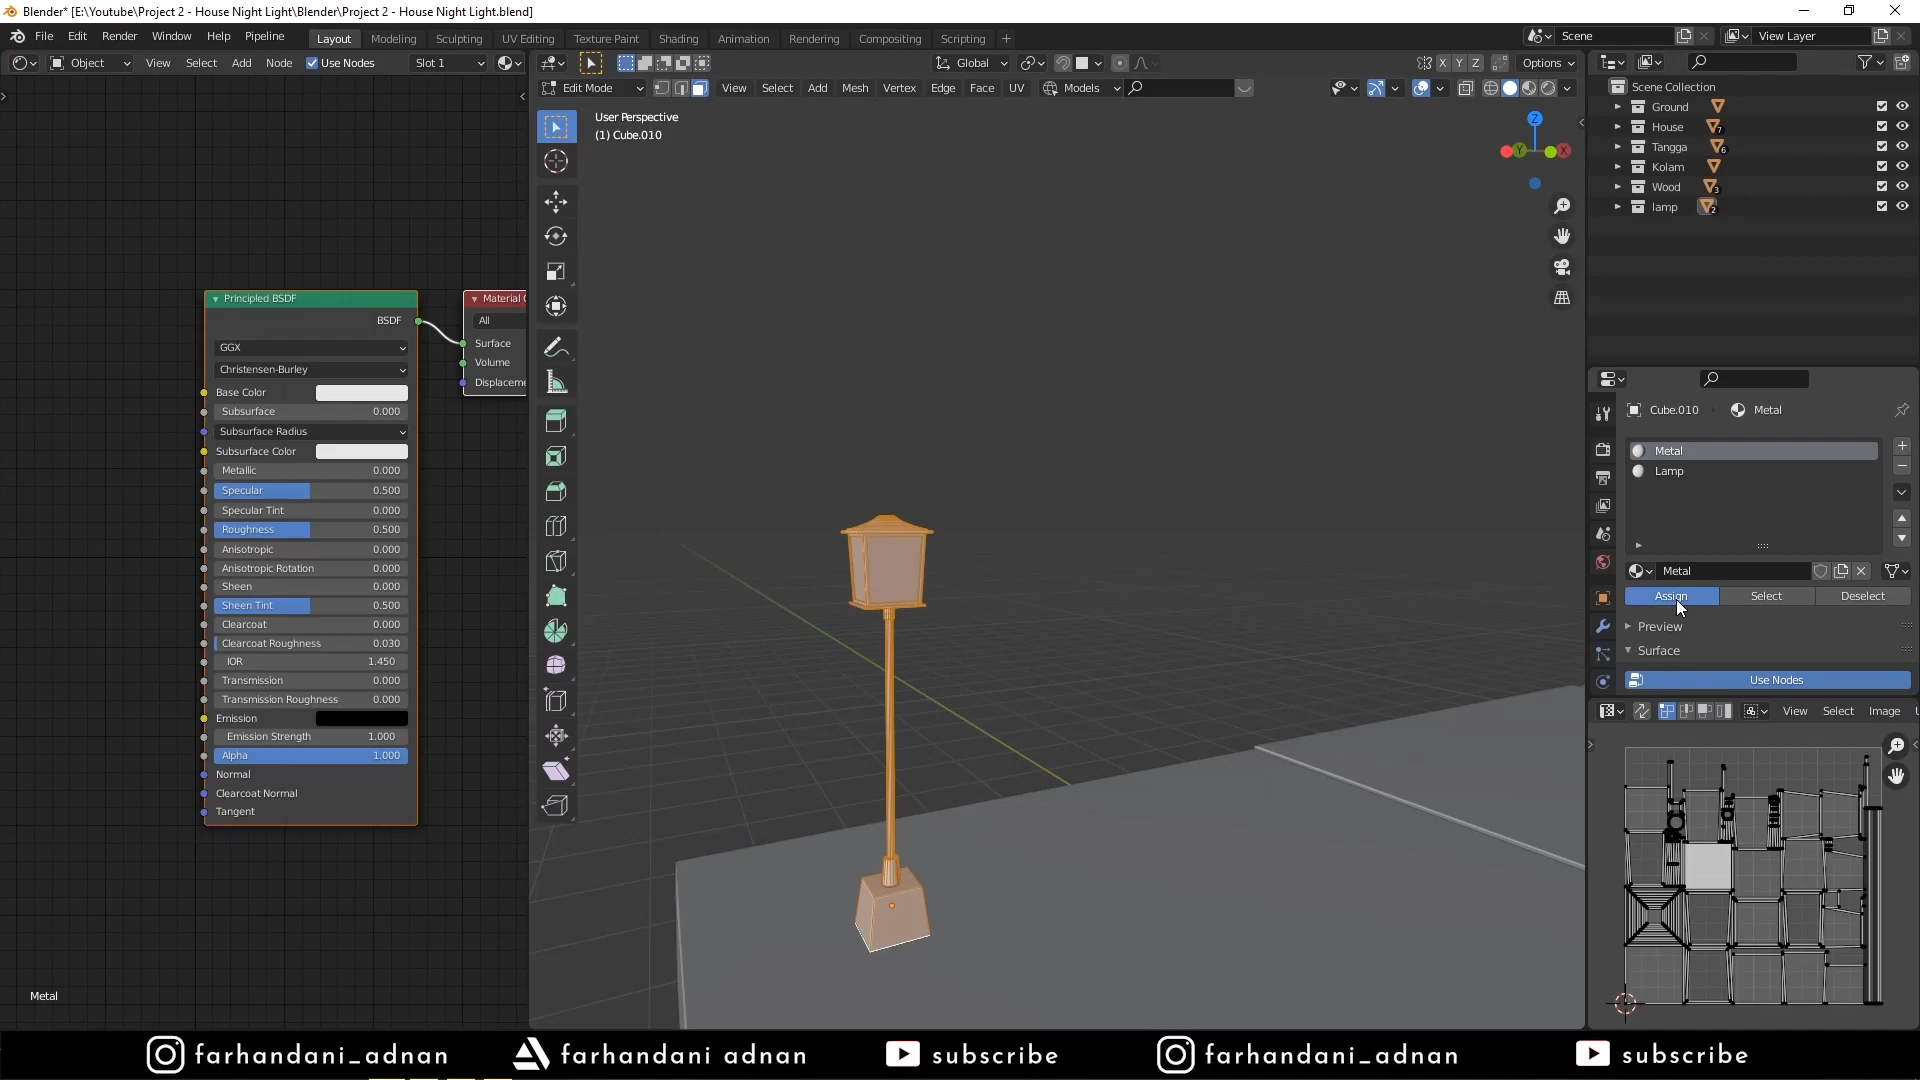 Blender* [E:\Youtube\Project 2 - House Night Light\Blender\Project 2 - House Night Light.blend]
File Edit Render Window Help Pipeline Layout Modeling Sculpting UV Editing Texture Paint Shading Animation Rendering Compositing Scripting + Scene View Layer
Object View Select Add Node Use Nodes Slot 1 Global X Y Z Options
Edit Mode View Select Add Mesh Vertex Edge Face UV Models
User Perspective
(1) Cube.010
Z
Y
X
Scene Collection
Ground
House 7
Tangga 6
Kolam
Wood 3
lamp 2
Principled BSDF
BSDF
GGX
Christensen-Burley
Base Color
Subsurface 0.000
Subsurface Radius
Subsurface Color
Metallic 0.000
Specular 0.500
Specular Tint 0.000
Roughness 0.500
Anisotropic 0.000
Anisotropic Rotation 0.000
Sheen 0.000
Sheen Tint 0.500
Clearcoat 0.000
Clearcoat Roughness 0.030
IOR 1.450
Transmission 0.000
Transmission Roughness 0.000
Emission
Emission Strength 1.000
Alpha 1.000
Normal
Clearcoat Normal
Tangent
Material O
All
Surface
Volume
Displaceme
Metal
Cube.010 Metal
Metal
Lamp
Metal
Assign Select Deselect
Preview
Surface
Use Nodes
View Select Image
farhandani_adnan farhandani adnan subscribe farhandani_adnan subscribe